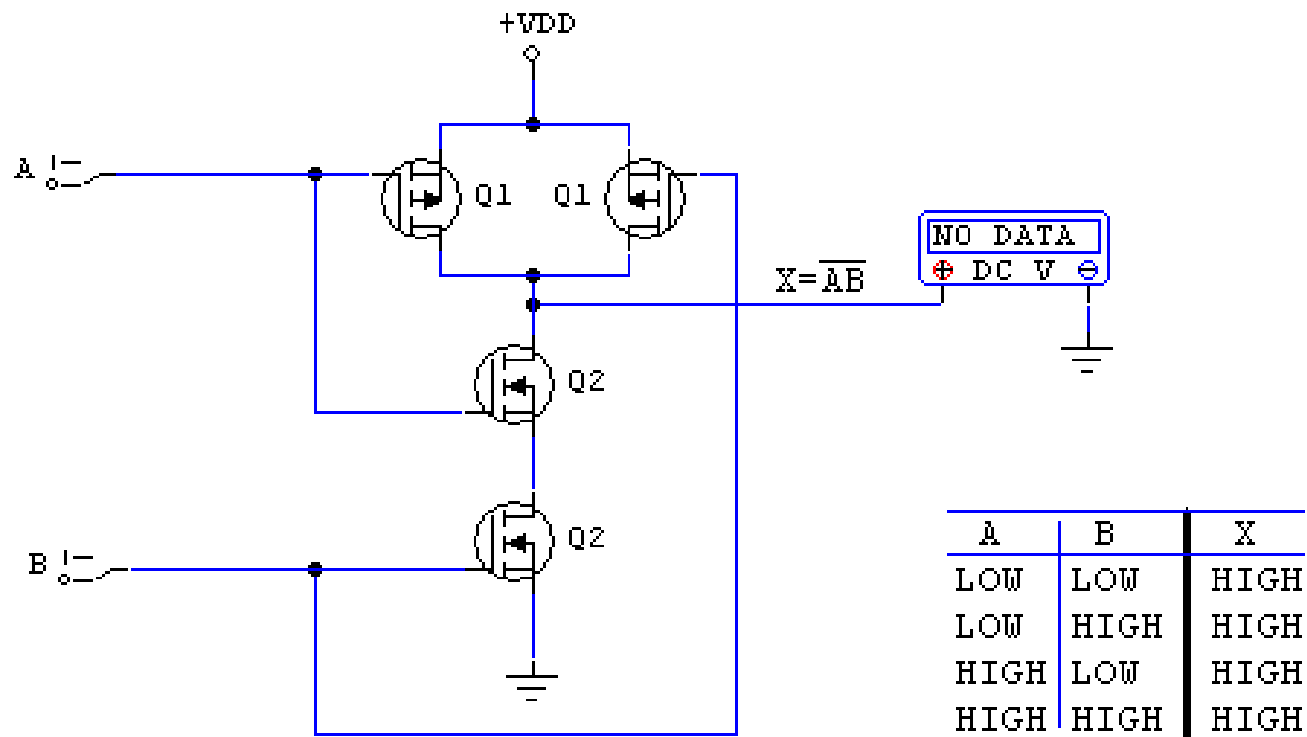 +VDD
A
Q1 Q1
NO DATA
DC V
X=A̅B̅
Q2
Q2
B
A B X
LOW LOW HIGH
LOW HIGH HIGH
HIGH LOW HIGH
HIGH HIGH HIGH